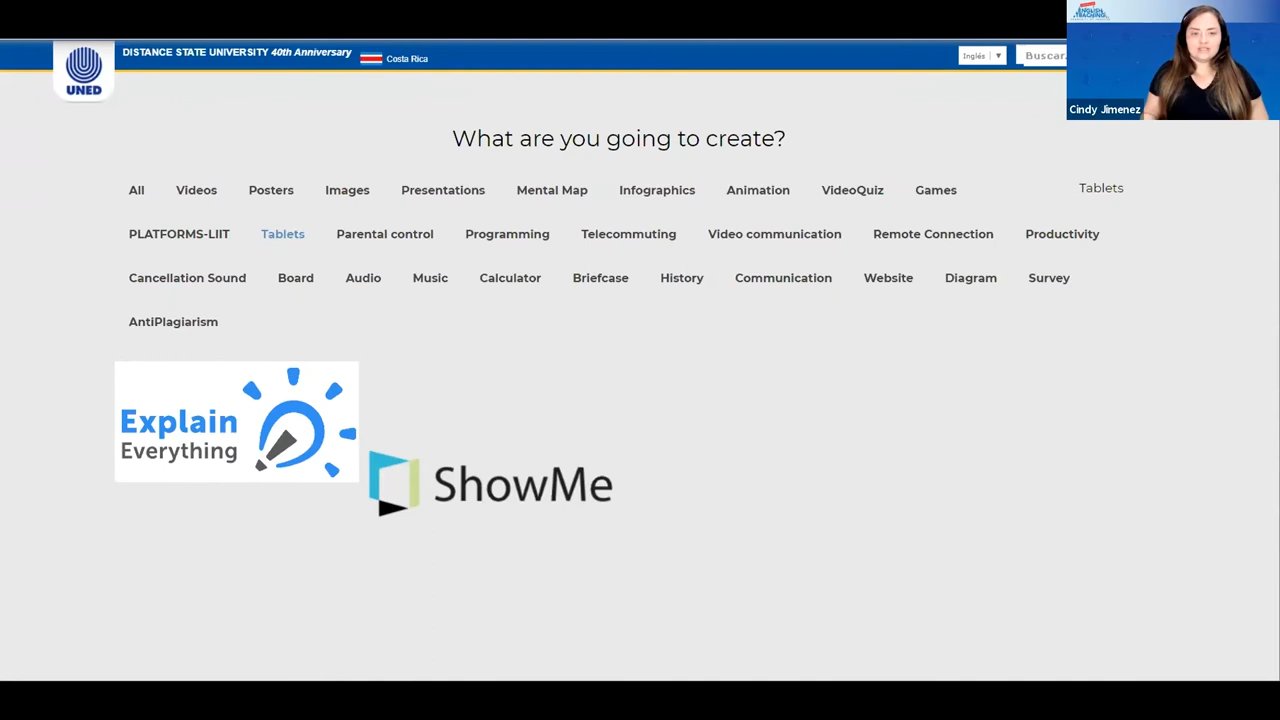 DISTANCE STATE UNIVERSITY 40th Anniversary
Costa Rica
Inglés
Buscar.
ENGLISH
TEACHING
Cindy Jimenez
UNED
What are you going to create?
All Videos Posters Images Presentations Mental Map Infographics Animation VideoQuiz Games Tablets
PLATFORMS-LIIT Tablets Parental control Programming Telecommuting Video communication Remote Connection Productivity
Cancellation Sound Board Audio Music Calculator Briefcase History Communication Website Diagram Survey
AntiPlagiarism
Explain
Everything
ShowMe